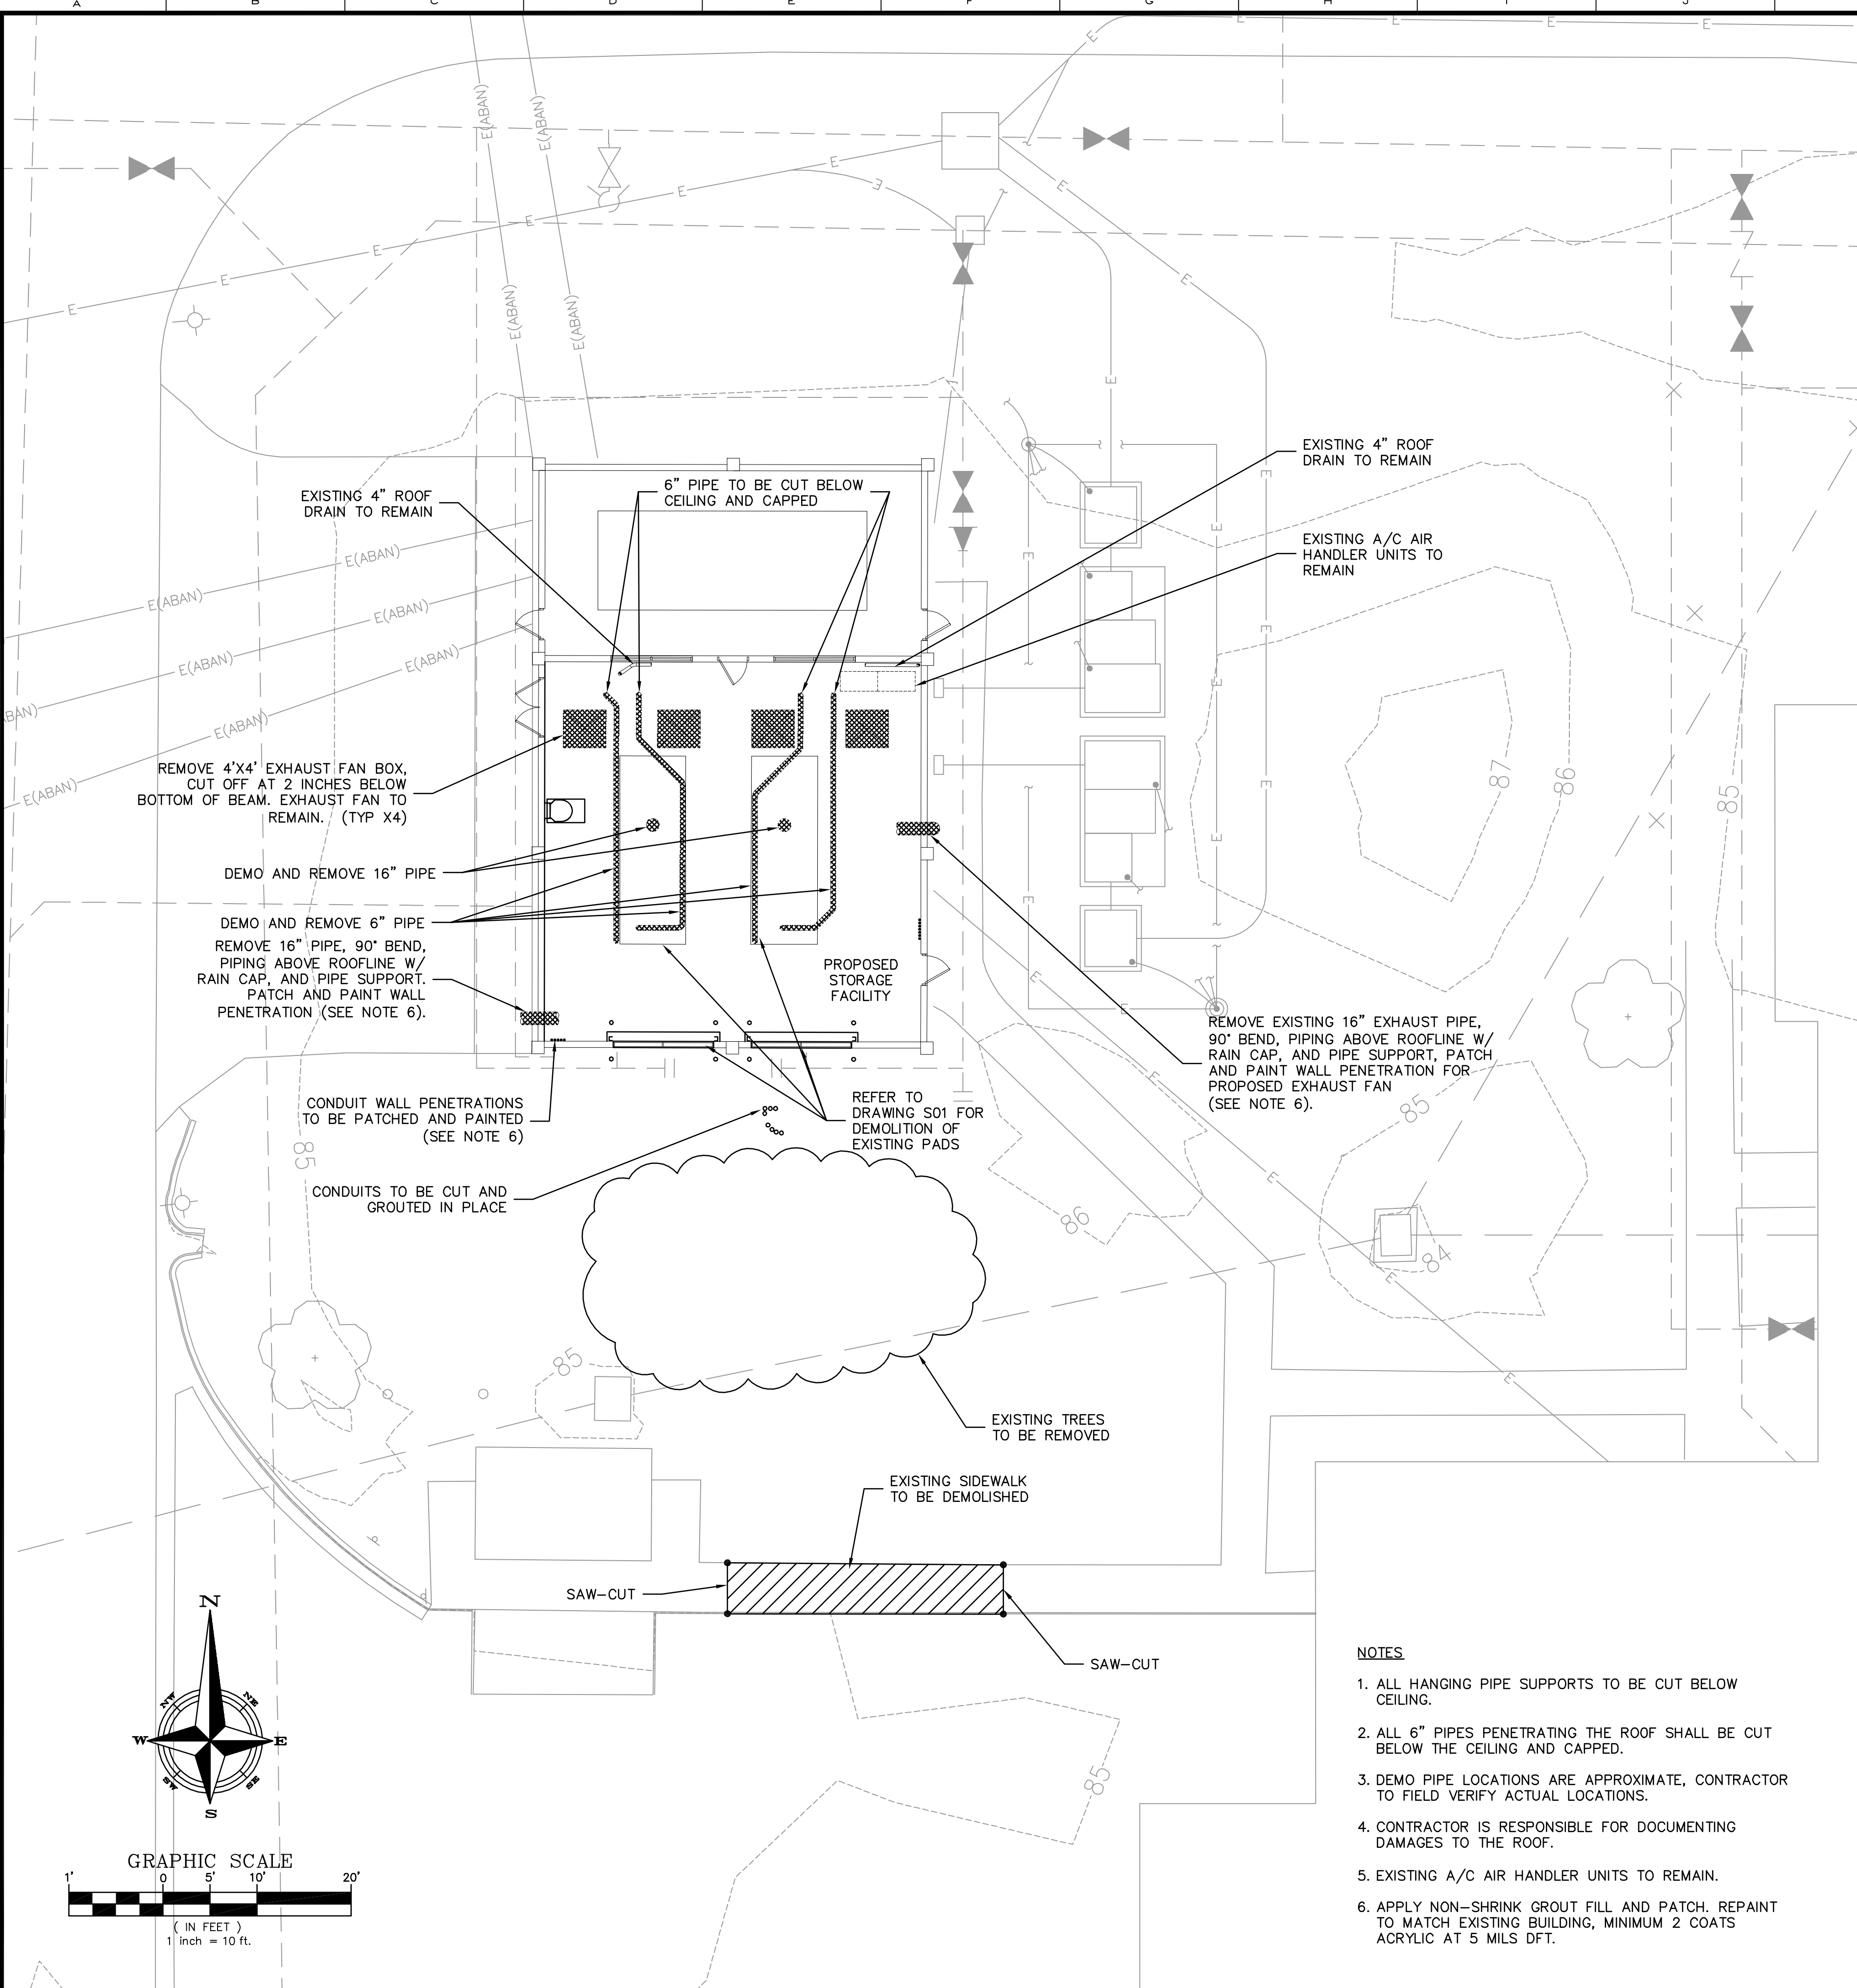 A B C D E F G H I J
E E E E
E
E(ABAN) E(ABAN)
E E E E E E E
E(ABAN) E(ABAN)
E E
EXISTING 4" ROOF
DRAIN TO REMAIN
6" PIPE TO BE CUT BELOW
CEILING AND CAPPED
EXISTING 4" ROOF
DRAIN TO REMAIN
EXISTING A/C AIR
HANDLER UNITS TO
REMAIN
E(ABAN)
E(ABAN)
E(ABAN)
E(ABAN)
E(ABAN)
E(ABAN)
E(ABAN)
BAN)
REMOVE 4'X4' EXHAUST FAN BOX,
CUT OFF AT 2 INCHES BELOW
BOTTOM OF BEAM. EXHAUST FAN TO
REMAIN. (TYP X4)
87
86
85
DEMO AND REMOVE 16" PIPE
DEMO AND REMOVE 6" PIPE
REMOVE 16" PIPE, 90° BEND,
PIPING ABOVE ROOFLINE W/
RAIN CAP, AND PIPE SUPPORT.
PATCH AND PAINT WALL
PENETRATION (SEE NOTE 6).
PROPOSED
STORAGE
FACILITY
REMOVE EXISTING 16" EXHAUST PIPE,
90° BEND, PIPING ABOVE ROOFLINE W/
RAIN CAP, AND PIPE SUPPORT, PATCH
AND PAINT WALL PENETRATION FOR
PROPOSED EXHAUST FAN
(SEE NOTE 6).
CONDUIT WALL PENETRATIONS
TO BE PATCHED AND PAINTED
(SEE NOTE 6)
REFER TO
DRAWING S01 FOR
DEMOLITION OF
EXISTING PADS
85
85
CONDUITS TO BE CUT AND
GROUTED IN PLACE
86
84
85
EXISTING TREES
TO BE REMOVED
EXISTING SIDEWALK
TO BE DEMOLISHED
SAW-CUT
SAW-CUT
85
N
NW NE
W E
SW SE
S
GRAPHIC SCALE
1' 0 5' 10' 20'
( IN FEET )
1 inch = 10 ft.
NOTES
1. ALL HANGING PIPE SUPPORTS TO BE CUT BELOW
CEILING.
2. ALL 6" PIPES PENETRATING THE ROOF SHALL BE CUT
BELOW THE CEILING AND CAPPED.
3. DEMO PIPE LOCATIONS ARE APPROXIMATE, CONTRACTOR
TO FIELD VERIFY ACTUAL LOCATIONS.
4. CONTRACTOR IS RESPONSIBLE FOR DOCUMENTING
DAMAGES TO THE ROOF.
5. EXISTING A/C AIR HANDLER UNITS TO REMAIN.
6. APPLY NON-SHRINK GROUT FILL AND PATCH. REPAINT
TO MATCH EXISTING BUILDING, MINIMUM 2 COATS
ACRYLIC AT 5 MILS DFT.